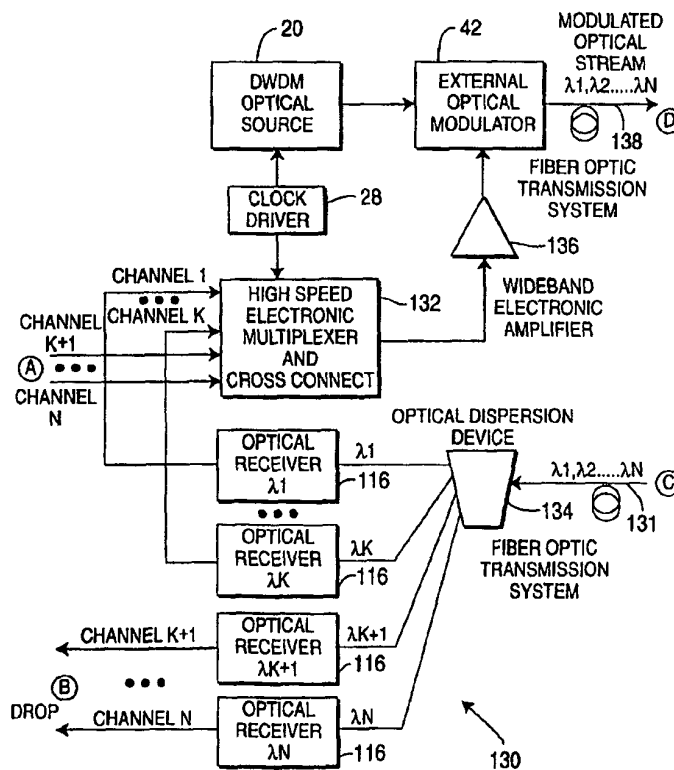 20
42
MODULATED
OPTICAL
STREAM
λ1,λ2.....λN
DWDM
OPTICAL
SOURCE
EXTERNAL
OPTICAL
MODULATOR
D
138
FIBER OPTIC
TRANSMISSION
SYSTEM
CLOCK
DRIVER
28
136
WIDEBAND
ELECTRONIC
AMPLIFIER
CHANNEL 1
CHANNEL K
HIGH SPEED
ELECTRONIC
MULTIPLEXER
AND
CROSS CONNECT
132
CHANNEL
K+1
A
CHANNEL
N
OPTICAL DISPERSION
DEVICE
OPTICAL
RECEIVER
λ1
λ1
116
λ1,λ2.....λN
C
134
131
FIBER OPTIC
TRANSMISSION
SYSTEM
OPTICAL
RECEIVER
λK
λK
116
CHANNEL K+1
OPTICAL
RECEIVER
λK+1
λK+1
116
B
DROP
CHANNEL N
OPTICAL
RECEIVER
λN
λN
116
130